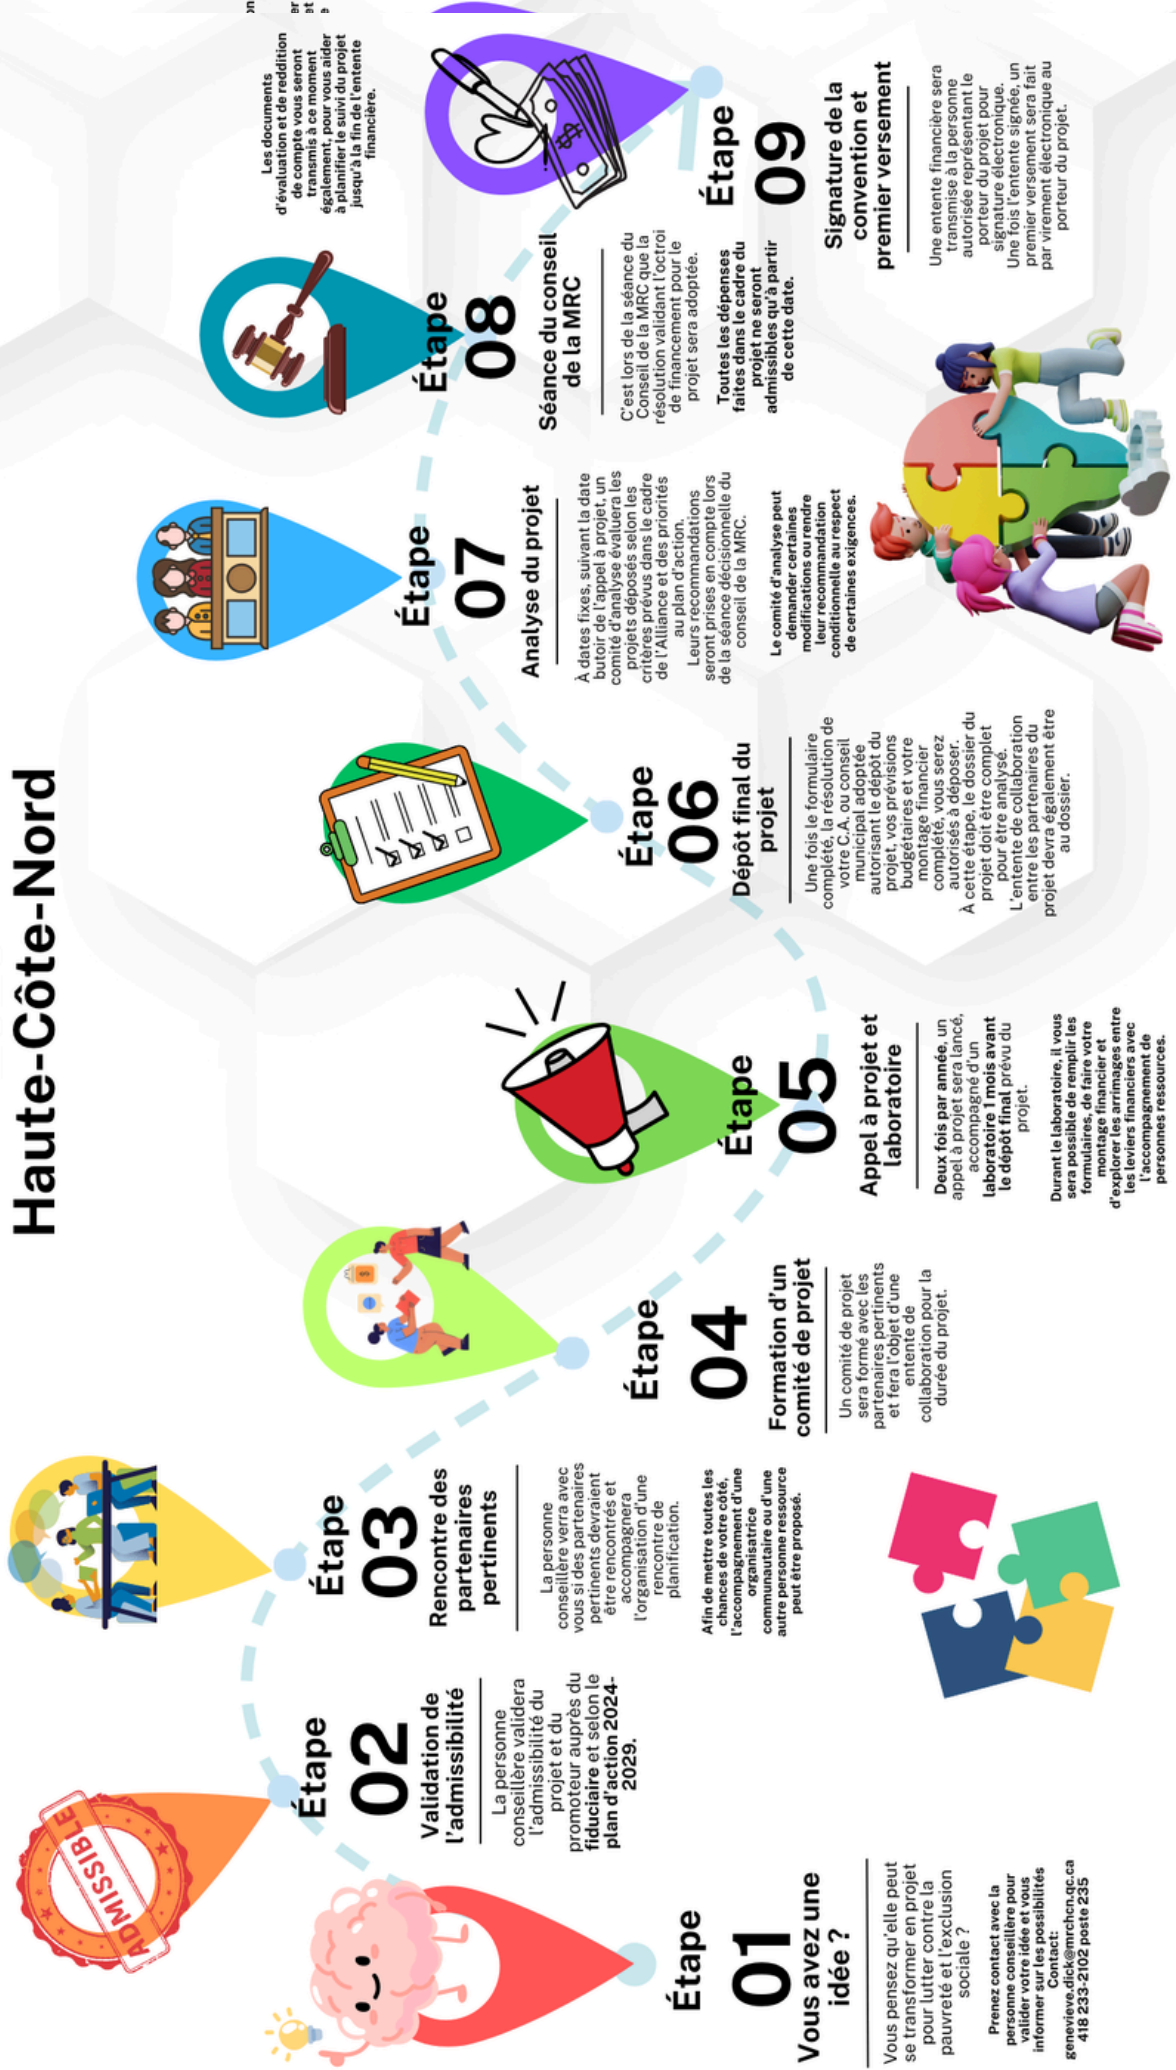 Haute-Côte-Nord
ADMISSIBLE
Étape
01
Vous avez une
idée ?
Vous pensez qu'elle peut
se transformer en projet
pour lutter contre la
pauvreté et l'exclusion
sociale ?
Prenez contact avec la
personne conseillère pour
valider votre idée et vous
informer sur les possibilités
Contact:
genevieve.dick@mrchcn.qc.ca
418 233-2102 poste 235
Étape
02
Validation de
l'admissibilité
La personne
conseillère validera
l'admissibilité du
projet et du
promoteur auprès du
fiduciaire et selon le
plan d'action 2024-
2029.
Étape
03
Rencontre des
partenaires
pertinents
La personne
conseillère verra avec
vous si des partenaires
pertinents devraient
être rencontrés et
accompagnera
l'organisation d'une
rencontre de
planification.
Afin de mettre toutes les
chances de votre côté,
l'accompagnement d'une
organisatrice
communautaire ou d'une
autre personne ressource
peut être proposé.
Étape
04
Formation d'un
comité de projet
Un comité de projet
sera formé avec les
partenaires pertinents
et fera l'objet d'une
entente de
collaboration pour la
durée du projet.
Étape
05
Appel à projet et
laboratoire
Deux fois par année, un
appel à projet sera lancé,
accompagné d'un
laboratoire 1 mois avant
le dépôt final prévu du
projet.
Durant le laboratoire, il vous
sera possible de remplir les
formulaires, de faire votre
montage financier et
d'explorer les arrimages entre
les leviers financiers avec
l'accompagnement de
personnes ressources.
Étape
06
Dépôt final du
projet
Une fois le formulaire
complété, la résolution de
votre C.A. ou conseil
municipal adoptée
autorisant le dépôt du
projet, vos prévisions
budgétaires et votre
montage financier
complété, vous serez
autorisés à déposer.
À cette étape, le dossier du
projet doit être complet
pour être analysé.
L'entente de collaboration
entre les partenaires du
projet devra également être
au dossier.
Étape
07
Analyse du projet
À dates fixes, suivant la date
butoir de l'appel à projet, un
comité d'analyse évaluera les
projets déposés selon les
critères prévus dans le cadre
de l'Alliance et des priorités
au plan d'action.
Leurs recommandations
seront prises en compte lors
de la séance décisionnelle du
conseil de la MRC.
Le comité d'analyse peut
demander certaines
modifications ou rendre
leur recommandation
conditionnelle au respect
de certaines exigences.
Étape
08
Séance du conseil
de la MRC
C'est lors de la séance du
Conseil de la MRC que la
résolution validant l'octroi
de financement pour le
projet sera adoptée.
Toutes les dépenses
faites dans le cadre du
projet ne seront
admissibles qu'à partir
de cette date.
Les documents
d'évaluation et de reddition
de compte vous seront
transmis à ce moment
également, pour vous aider
à planifier le suivi du projet
jusqu'à la fin de l'entente
financière.
Étape
09
Signature de la
convention et
premier versement
Une entente financière sera
transmise à la personne
autorisée représentant le
porteur du projet pour
signature électronique.
Une fois l'entente signée, un
premier versement sera fait
par virement électronique au
porteur du projet.